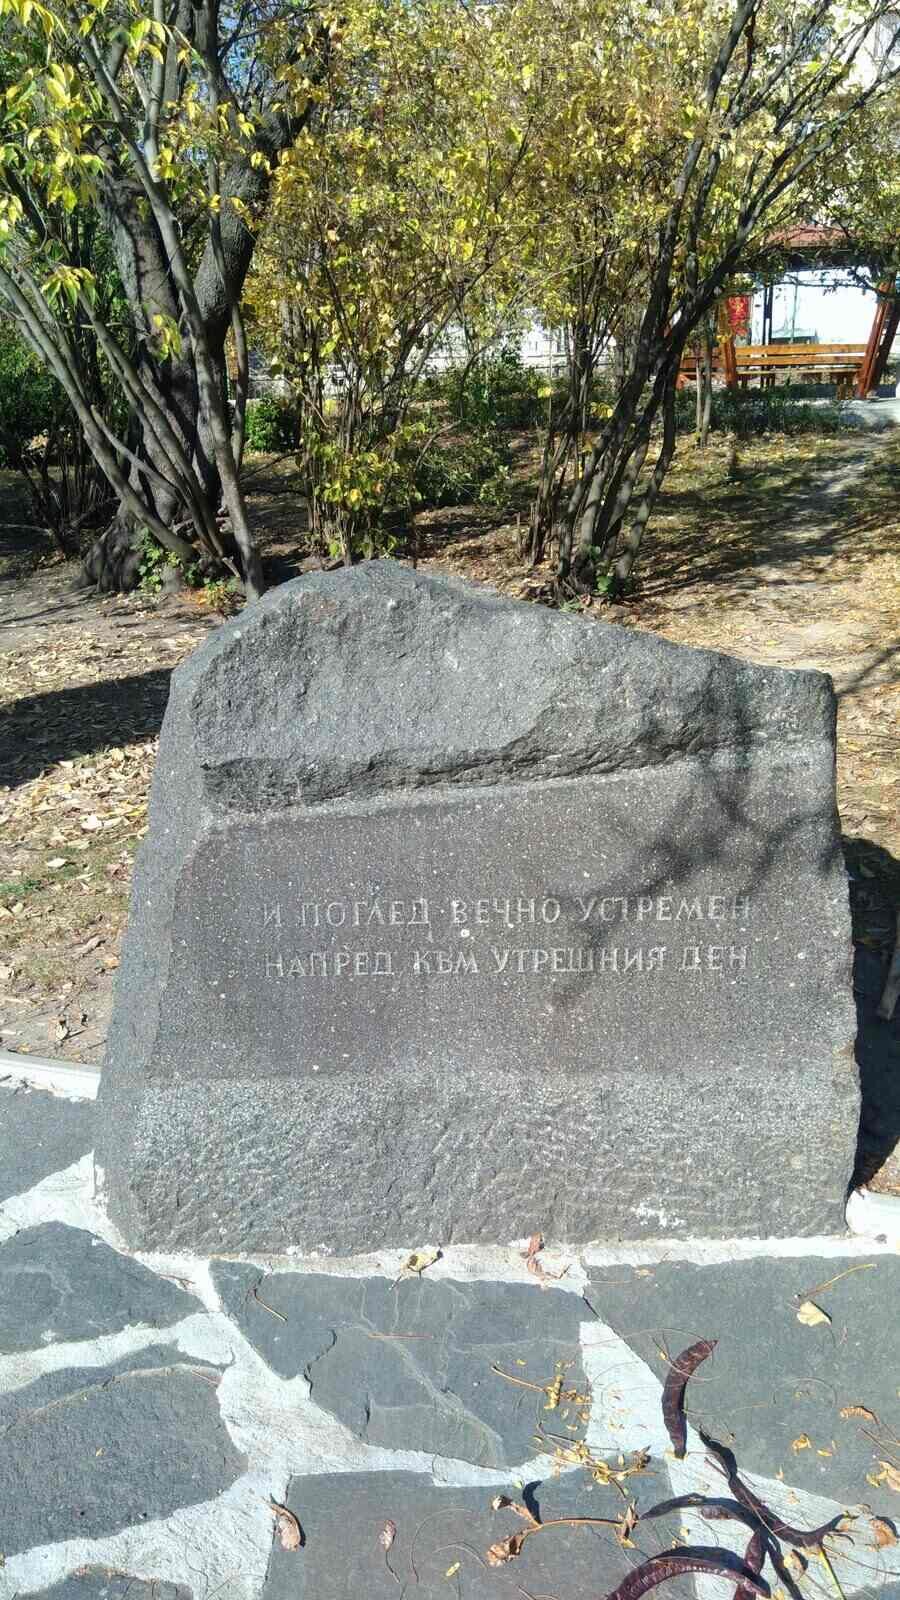 И ПОГЛЕД ВЕЧНО УСТРЕМЕН
НАПРЕД КЪМ УТРЕШНИЯ ДЕН